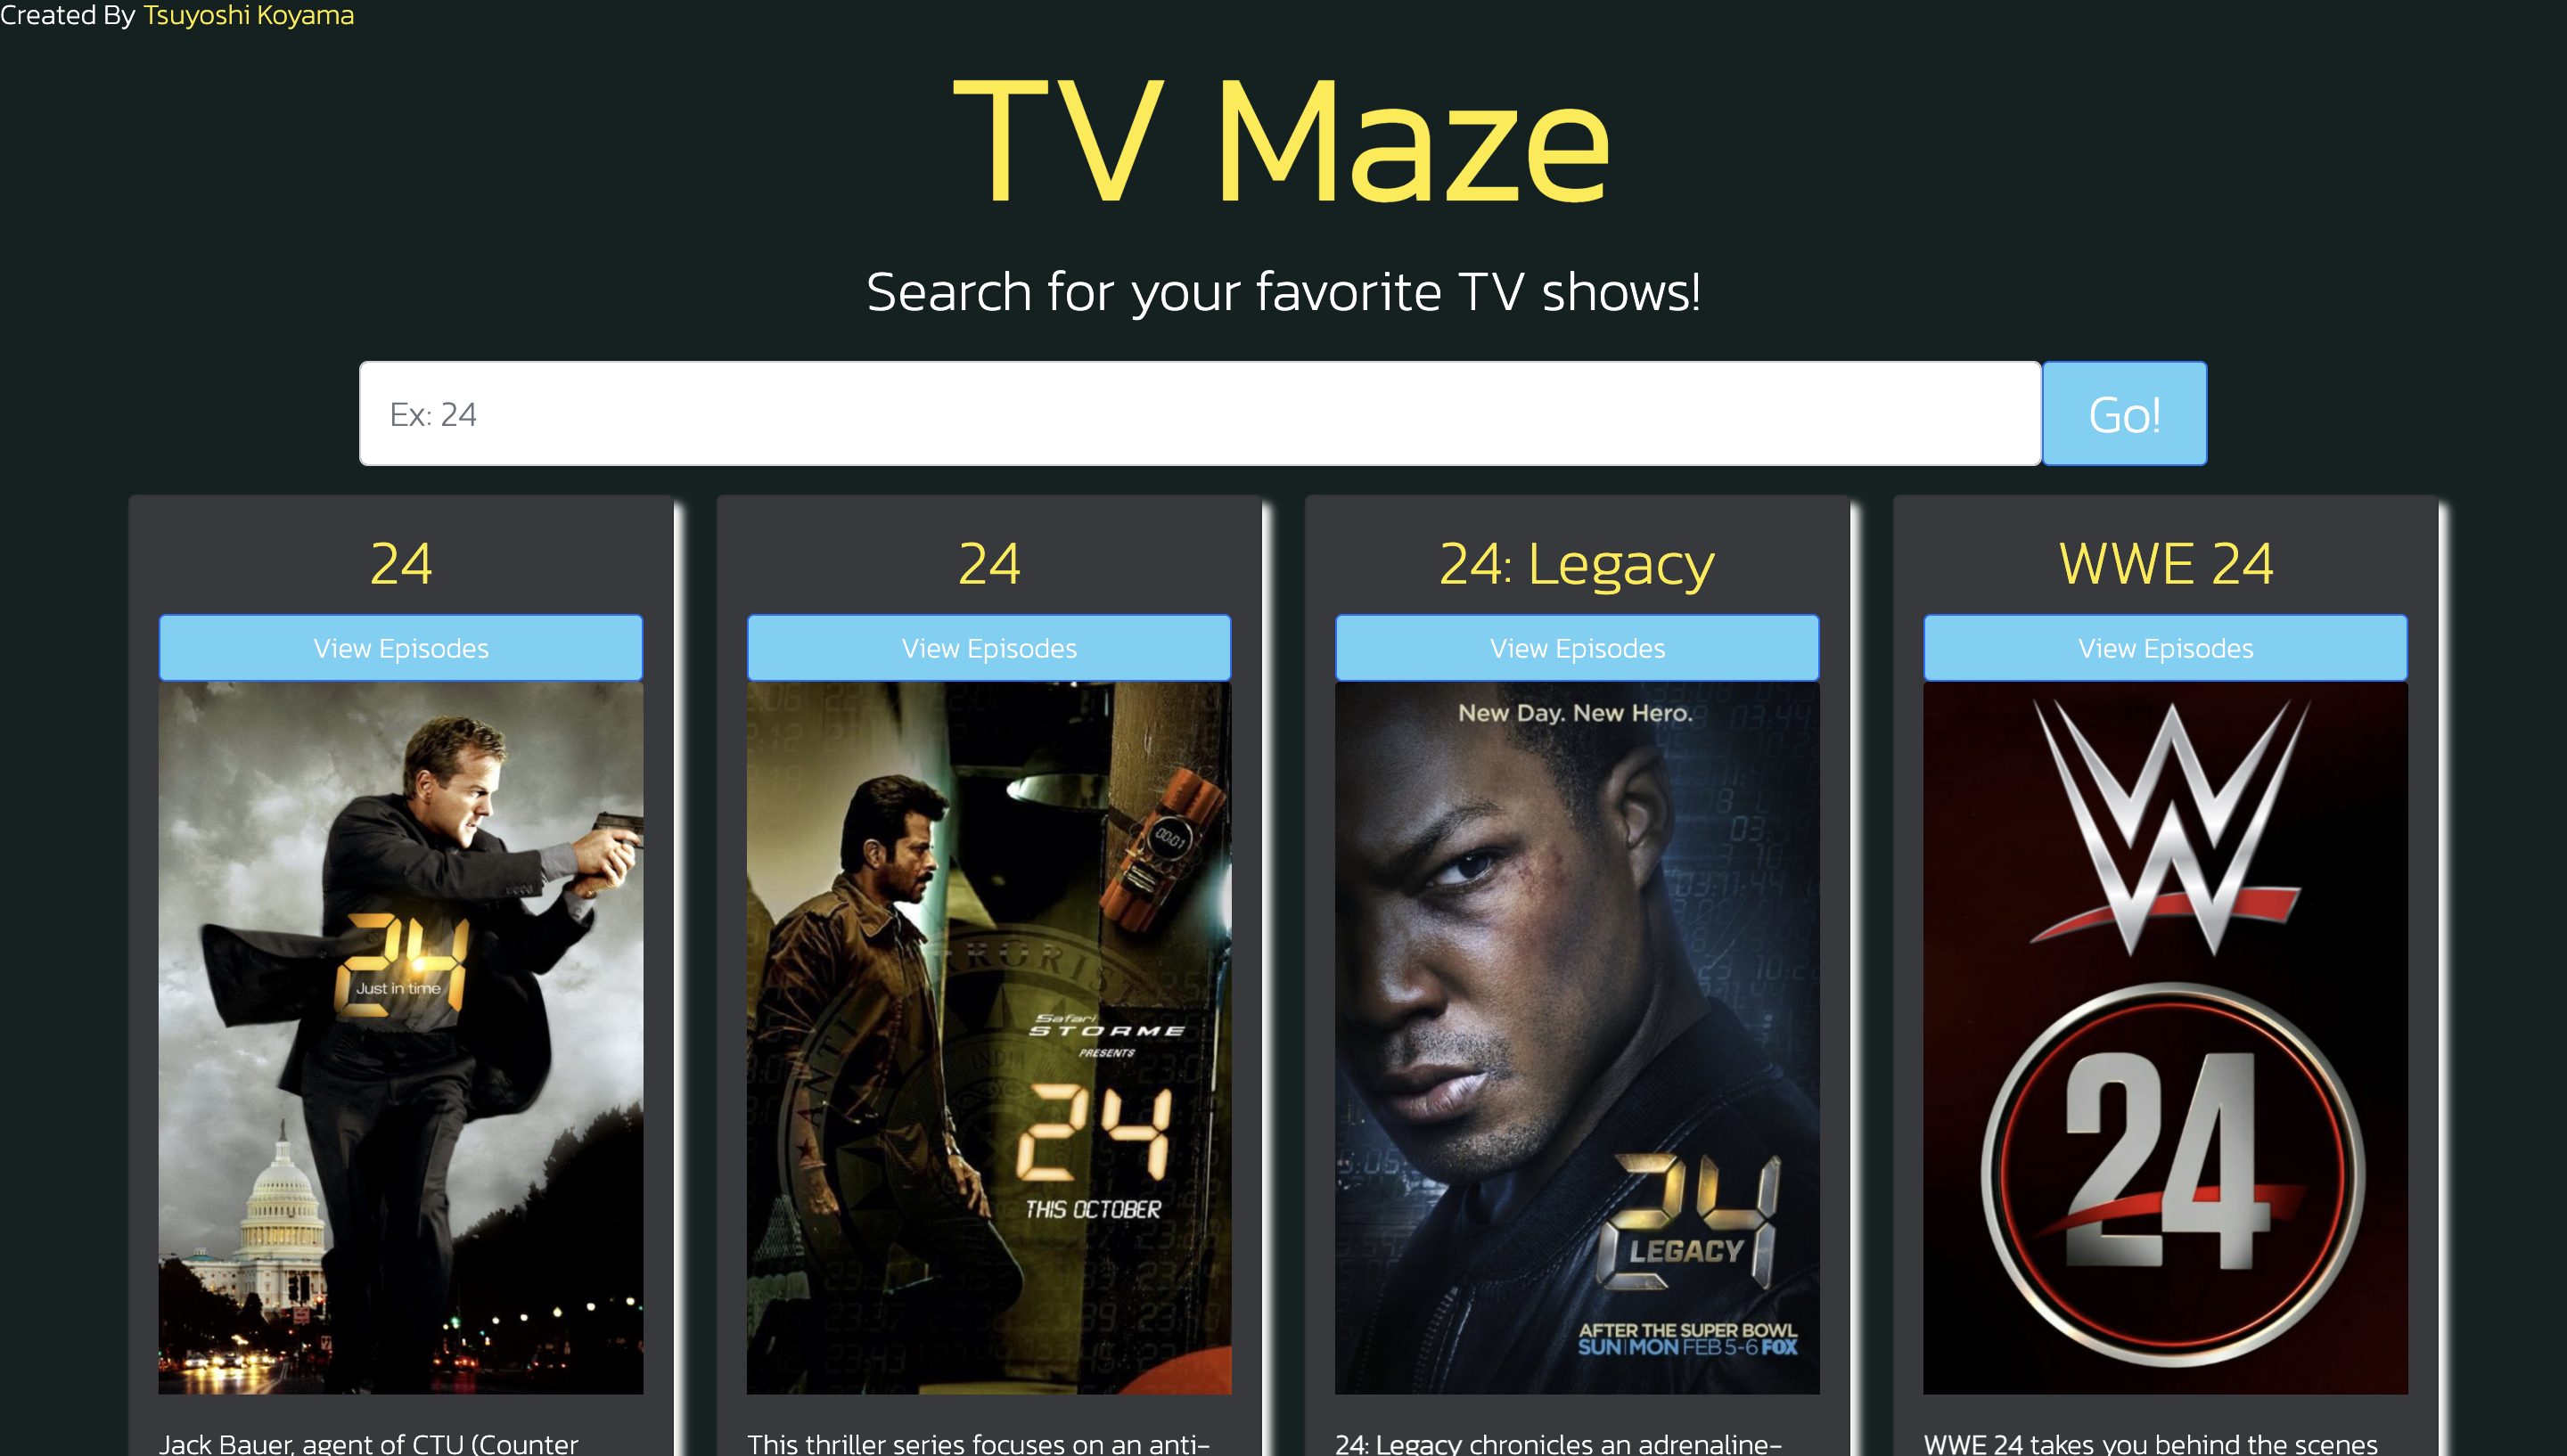 Created By Tsuyoshi Koyama
TV Maze
Search for your favorite TV shows!
Ex: 24
Go!
24
24
24: Legacy
WWE 24
View Episodes
View Episodes
View Episodes
View Episodes
24
Just in time
00:01
Safari
STORME
PRESENTS
24
THIS OCTOBER
New Day. New Hero.
24
LEGACY
AFTER THE SUPER BOWL
SUN | MON FEB 5-6 FOX
W
24
Jack Bauer, agent of CTU (Counter
This thriller series focuses on an anti-
24: Legacy chronicles an adrenaline-
WWE 24 takes you behind the scenes